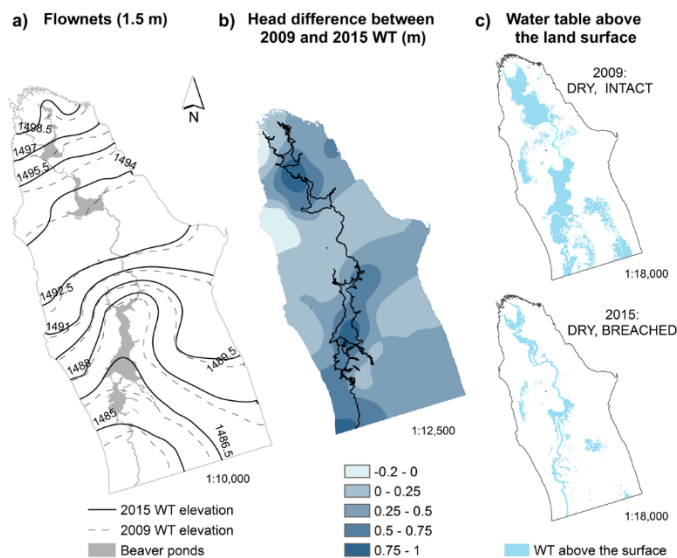 a) Flownets (1.5 m)
b) Head difference between
2009 and 2015 WT (m)
c) Water table above
the land surface
N
1498.5
1497
1495.5
1494
1492.5
1491
1488
1489.5
1485
1486.5
1:10,000
2015 WT elevation
2009 WT elevation
Beaver ponds
1:12,500
-0.2 - 0
0 - 0.25
0.25 - 0.5
0.5 - 0.75
0.75 - 1
2009:
DRY, INTACT
1:18,000
2015:
DRY, BREACHED
1:18,000
WT above the surface